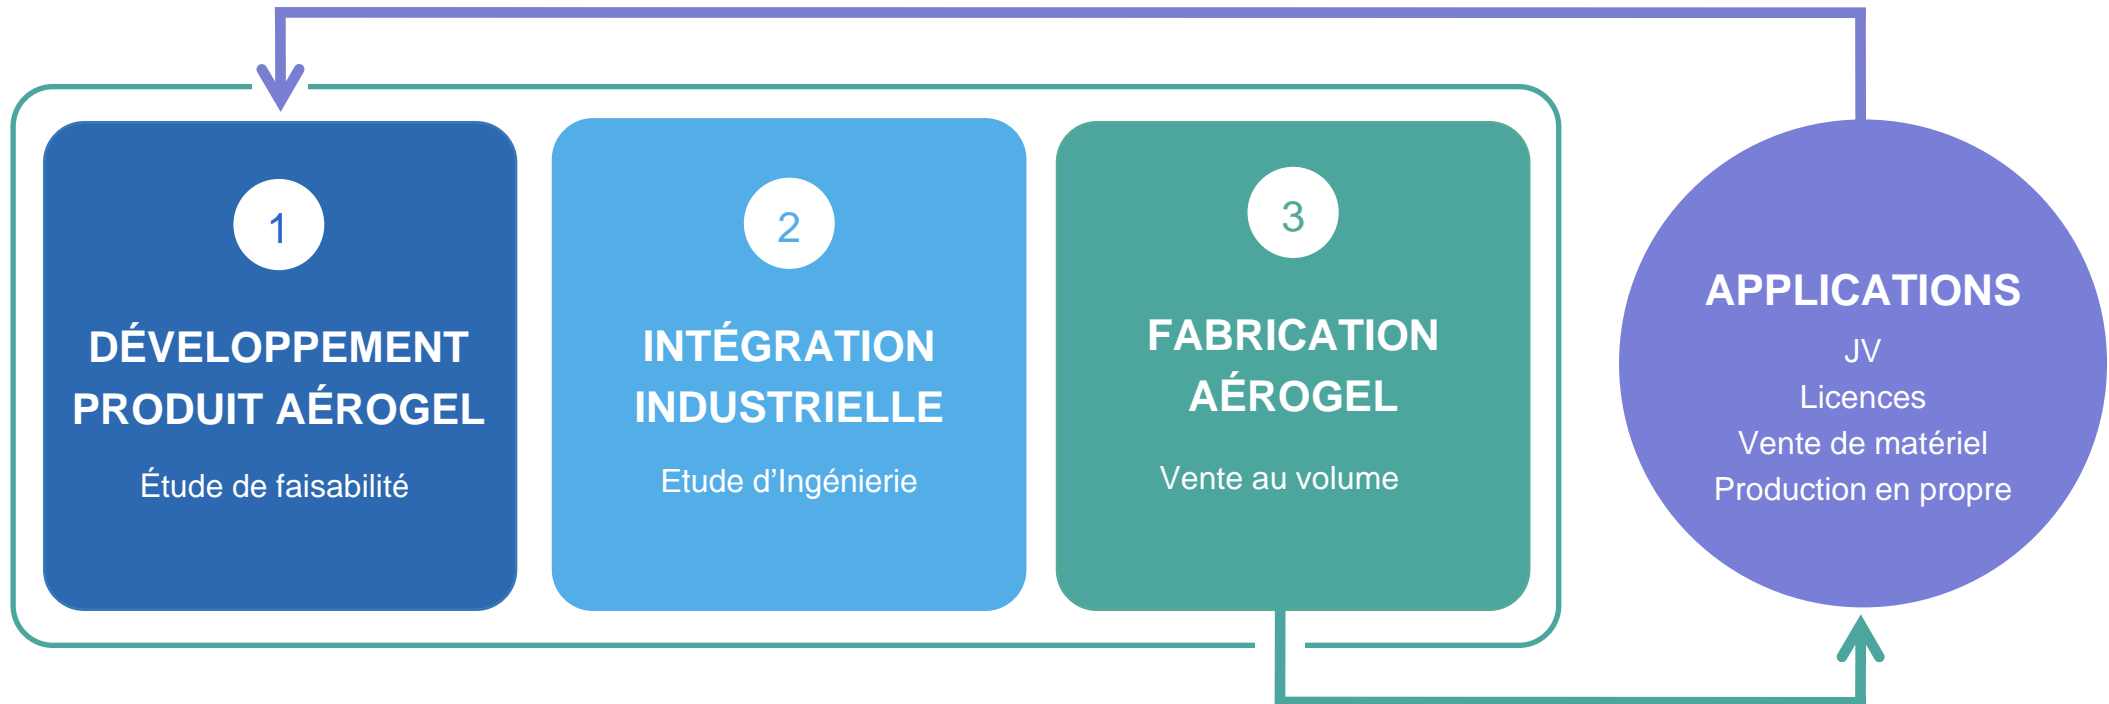 1
DÉVELOPPEMENT
PRODUIT AÉROGEL
Étude de faisabilité
2
INTÉGRATION
INDUSTRIELLE
Etude d’Ingénierie
3
FABRICATION
AÉROGEL
Vente au volume
APPLICATIONS
JV
Licences
Vente de matériel
Production en propre